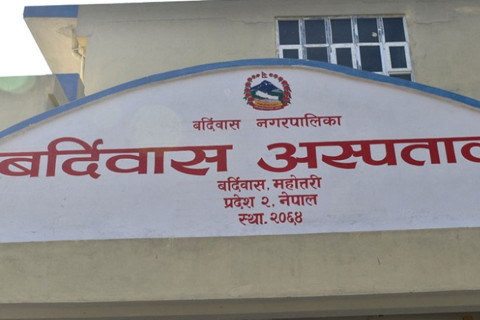 बर्दिवास नगरपालिका
बर्दिवास अस्पताल
बर्दिवास, महोत्तरी
प्रदेश २, नेपाल
स्था. २०६४